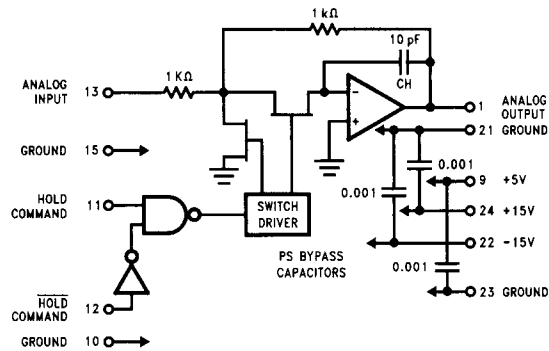 1 kΩ
10 pF
CH
ANALOG
INPUT
13
1 KΩ
−
+
1
ANALOG
OUTPUT
21
GROUND
GROUND
15
0.001
0.001
9
+5V
HOLD
COMMAND
11
SWITCH
DRIVER
24
+15V
PS BYPASS
CAPACITORS
22
−15V
0.001
HOLD
COMMAND
12
23
GROUND
GROUND
10